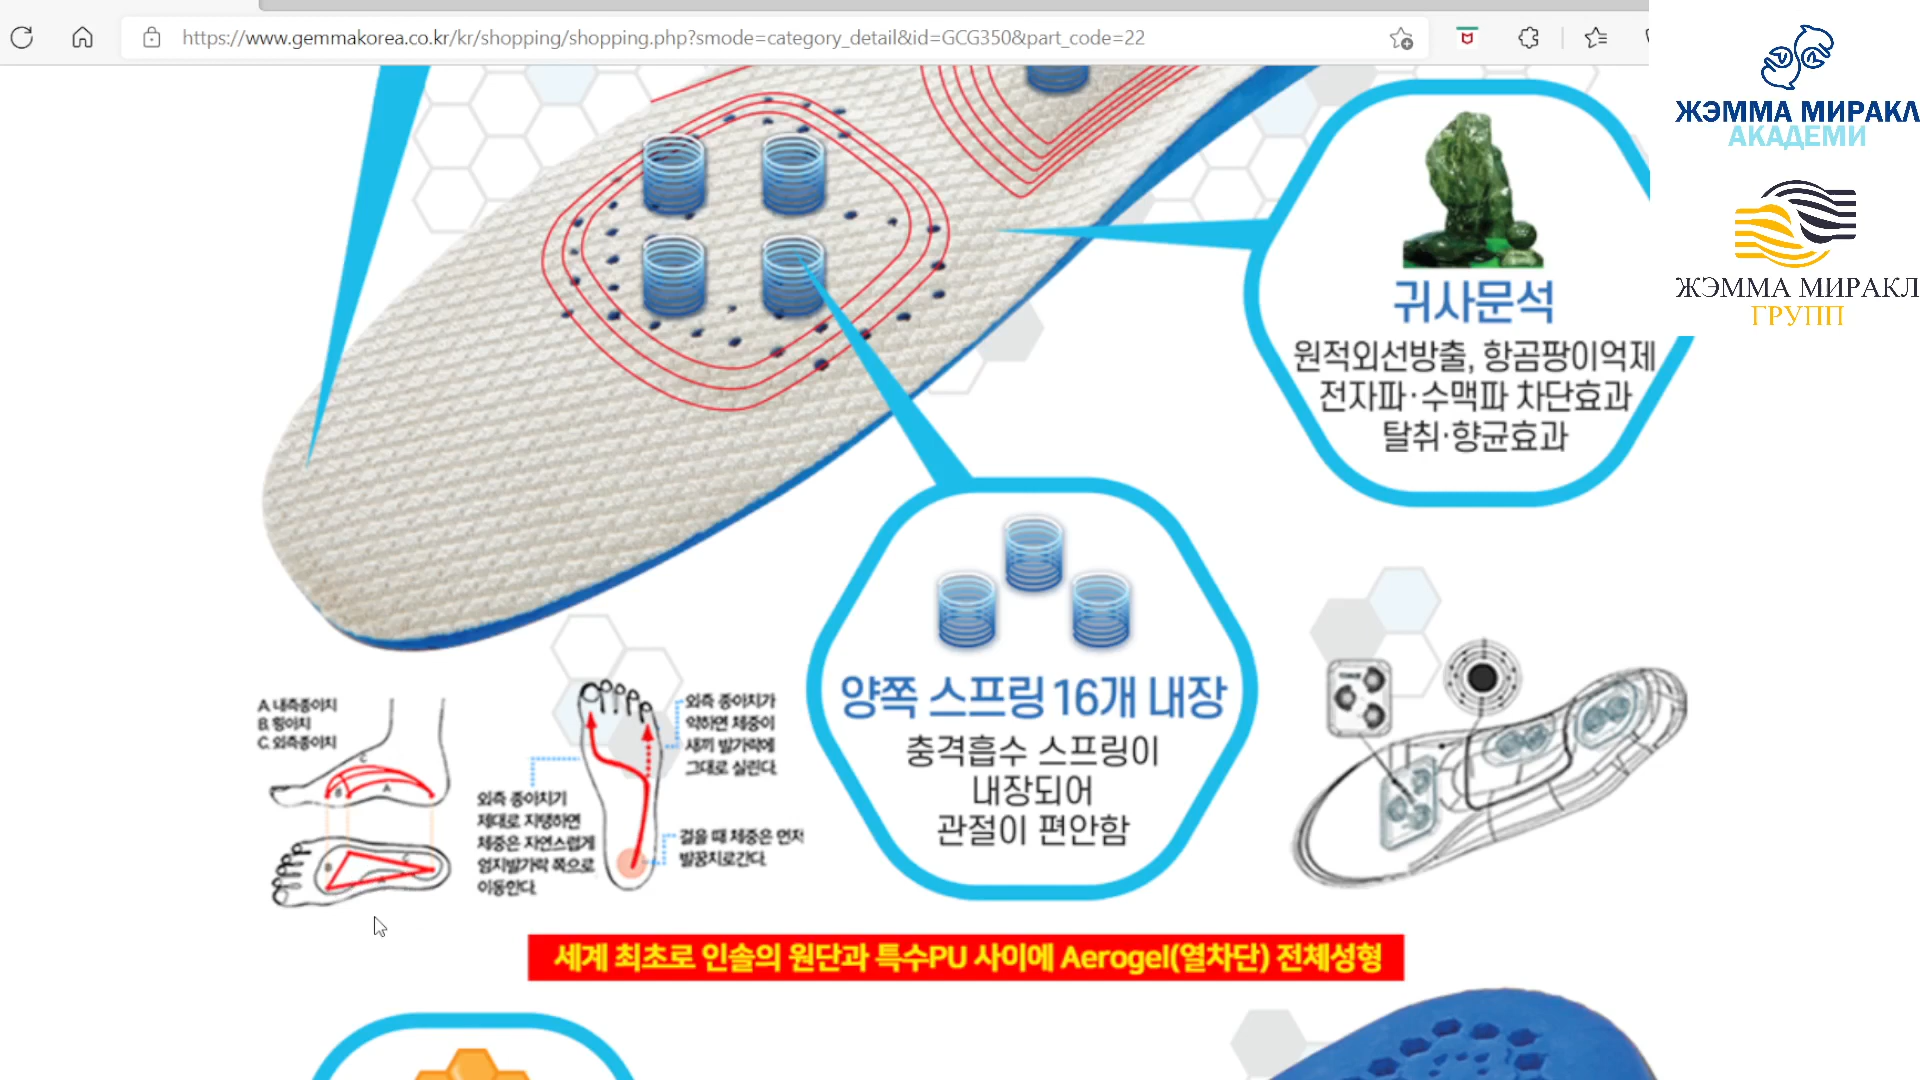 https://www.gemmakorea.co.kr/kr/shopping/shopping.php?smode=category_detail&id=GCG350&part_code=22
ЖЭММА МИРАКЛ
АКАДЕМИ
ЖЭММА МИРАКЛ
ГРУПП
귀사문석
원적외선방출, 항곰팡이억제
전자파·수맥파 차단효과
탈취·향균효과
양쪽 스프링 16개 내장
충격흡수 스프링이
내장되어
관절이 편안함
A 내측종아치
B 횡아치
C 외측종아치
C
B
A
B
C
A
외측 종아치가
약하면 체중이
새끼 발가락에
그대로 실린다.
외측 종아치기
제대로 지탱하면
체중은 자연스럽게
엄지발가락 쪽으로
이동한다.
걸을 때 체중은 먼저
발꿈치로간다.
세계 최초로 인솔의 원단과 특수PU 사이에 Aerogel(열차단) 전체성형